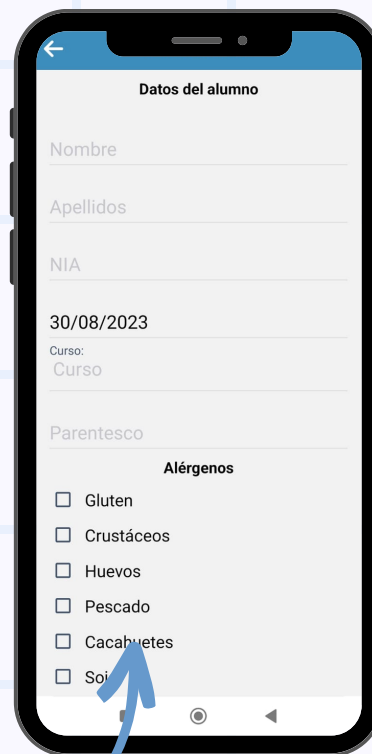 Datos del alumno
Nombre
Apellidos
NIA
30/08/2023
Curso:
Curso
Parentesco
Alérgenos
Gluten
Crustáceos
Huevos
Pescado
Cacahuetes